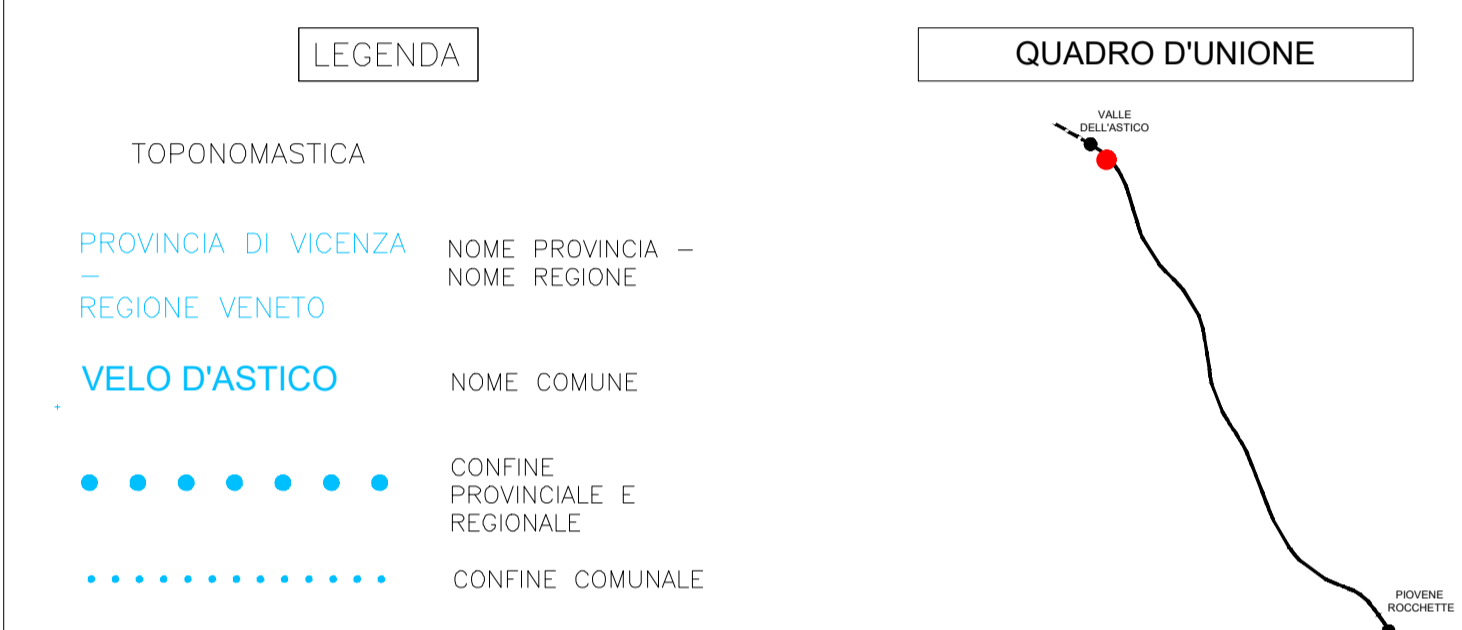 LEGENDA
TOPONOMASTICA
PROVINCIA DI VICENZA
–
REGIONE VENETO
NOME PROVINCIA –
NOME REGIONE
VELO D'ASTICO
NOME COMUNE
CONFINE
PROVINCIALE E
REGIONALE
CONFINE COMUNALE
QUADRO D'UNIONE
VALLE
DELL'ASTICO
PIOVENE
ROCCHETTE